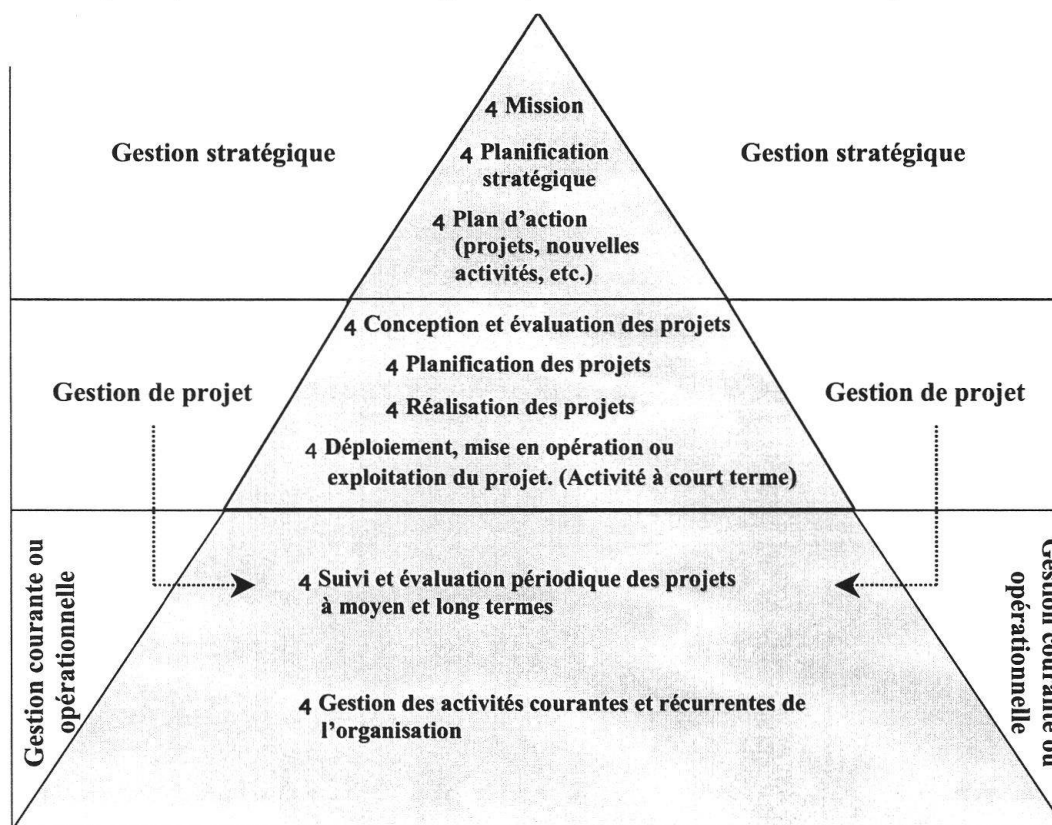 4 Mission
Gestion stratégique
4 Planification
stratégique
Gestion stratégique
4 Plan d’action
(projets, nouvelles
activités, etc.)
4 Conception et évaluation des projets
4 Planification des projets
Gestion de projet
Gestion de projet
4 Réalisation des projets
4 Déploiement, mise en opération ou
exploitation du projet. (Activité à court terme)
Gestion courante ou
opérationnelle
4 Suivi et évaluation périodique des projets
à moyen et long termes
4 Gestion des activités courantes et récurrentes de
l’organisation
Gestion courante ou
opérationnelle